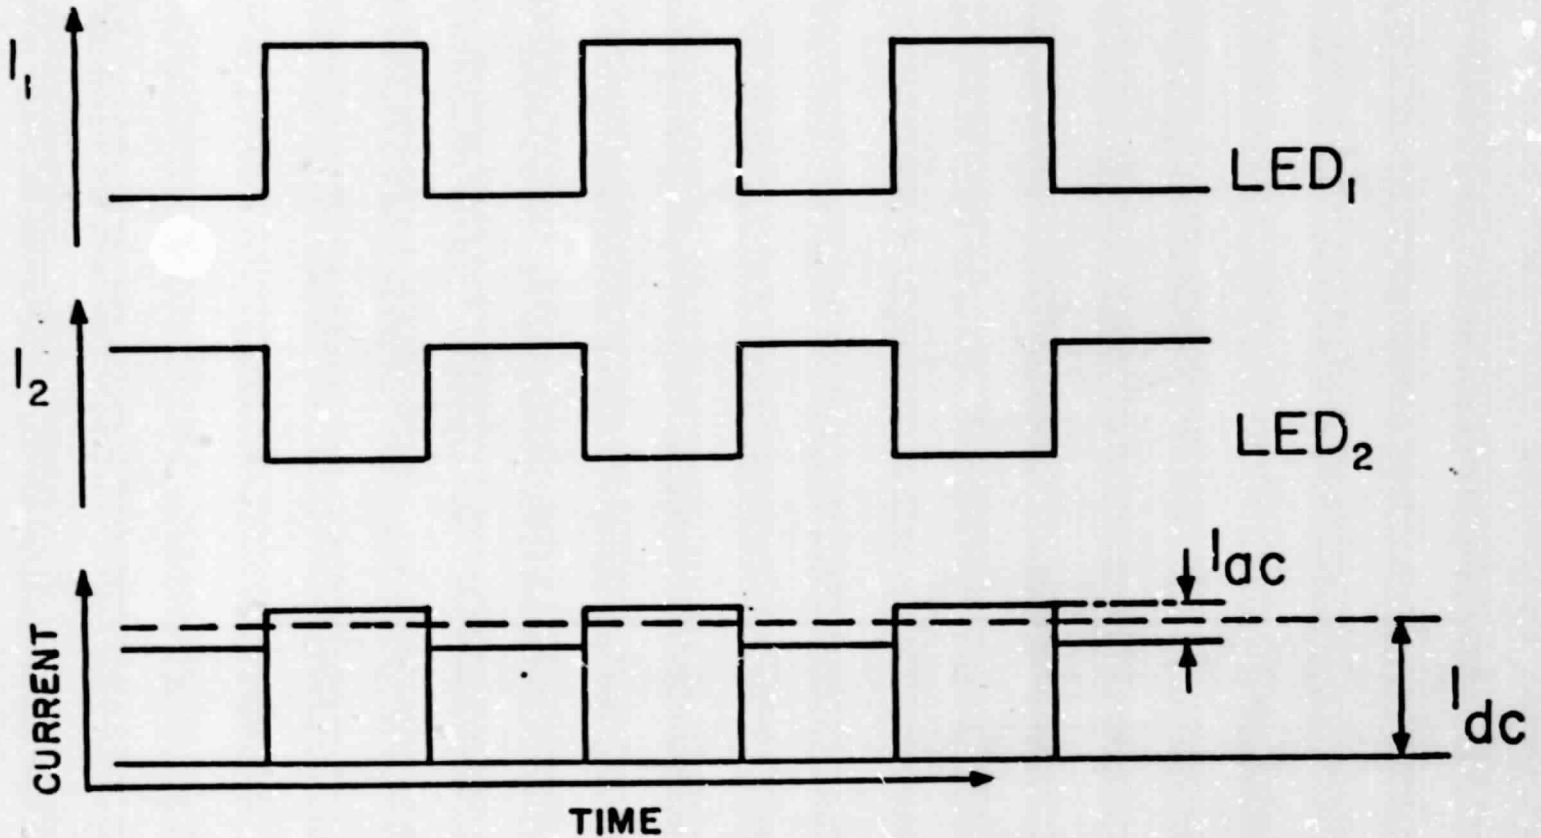 I₁
LED₁
I₂
LED₂
Iac
CURRENT
Idc
TIME